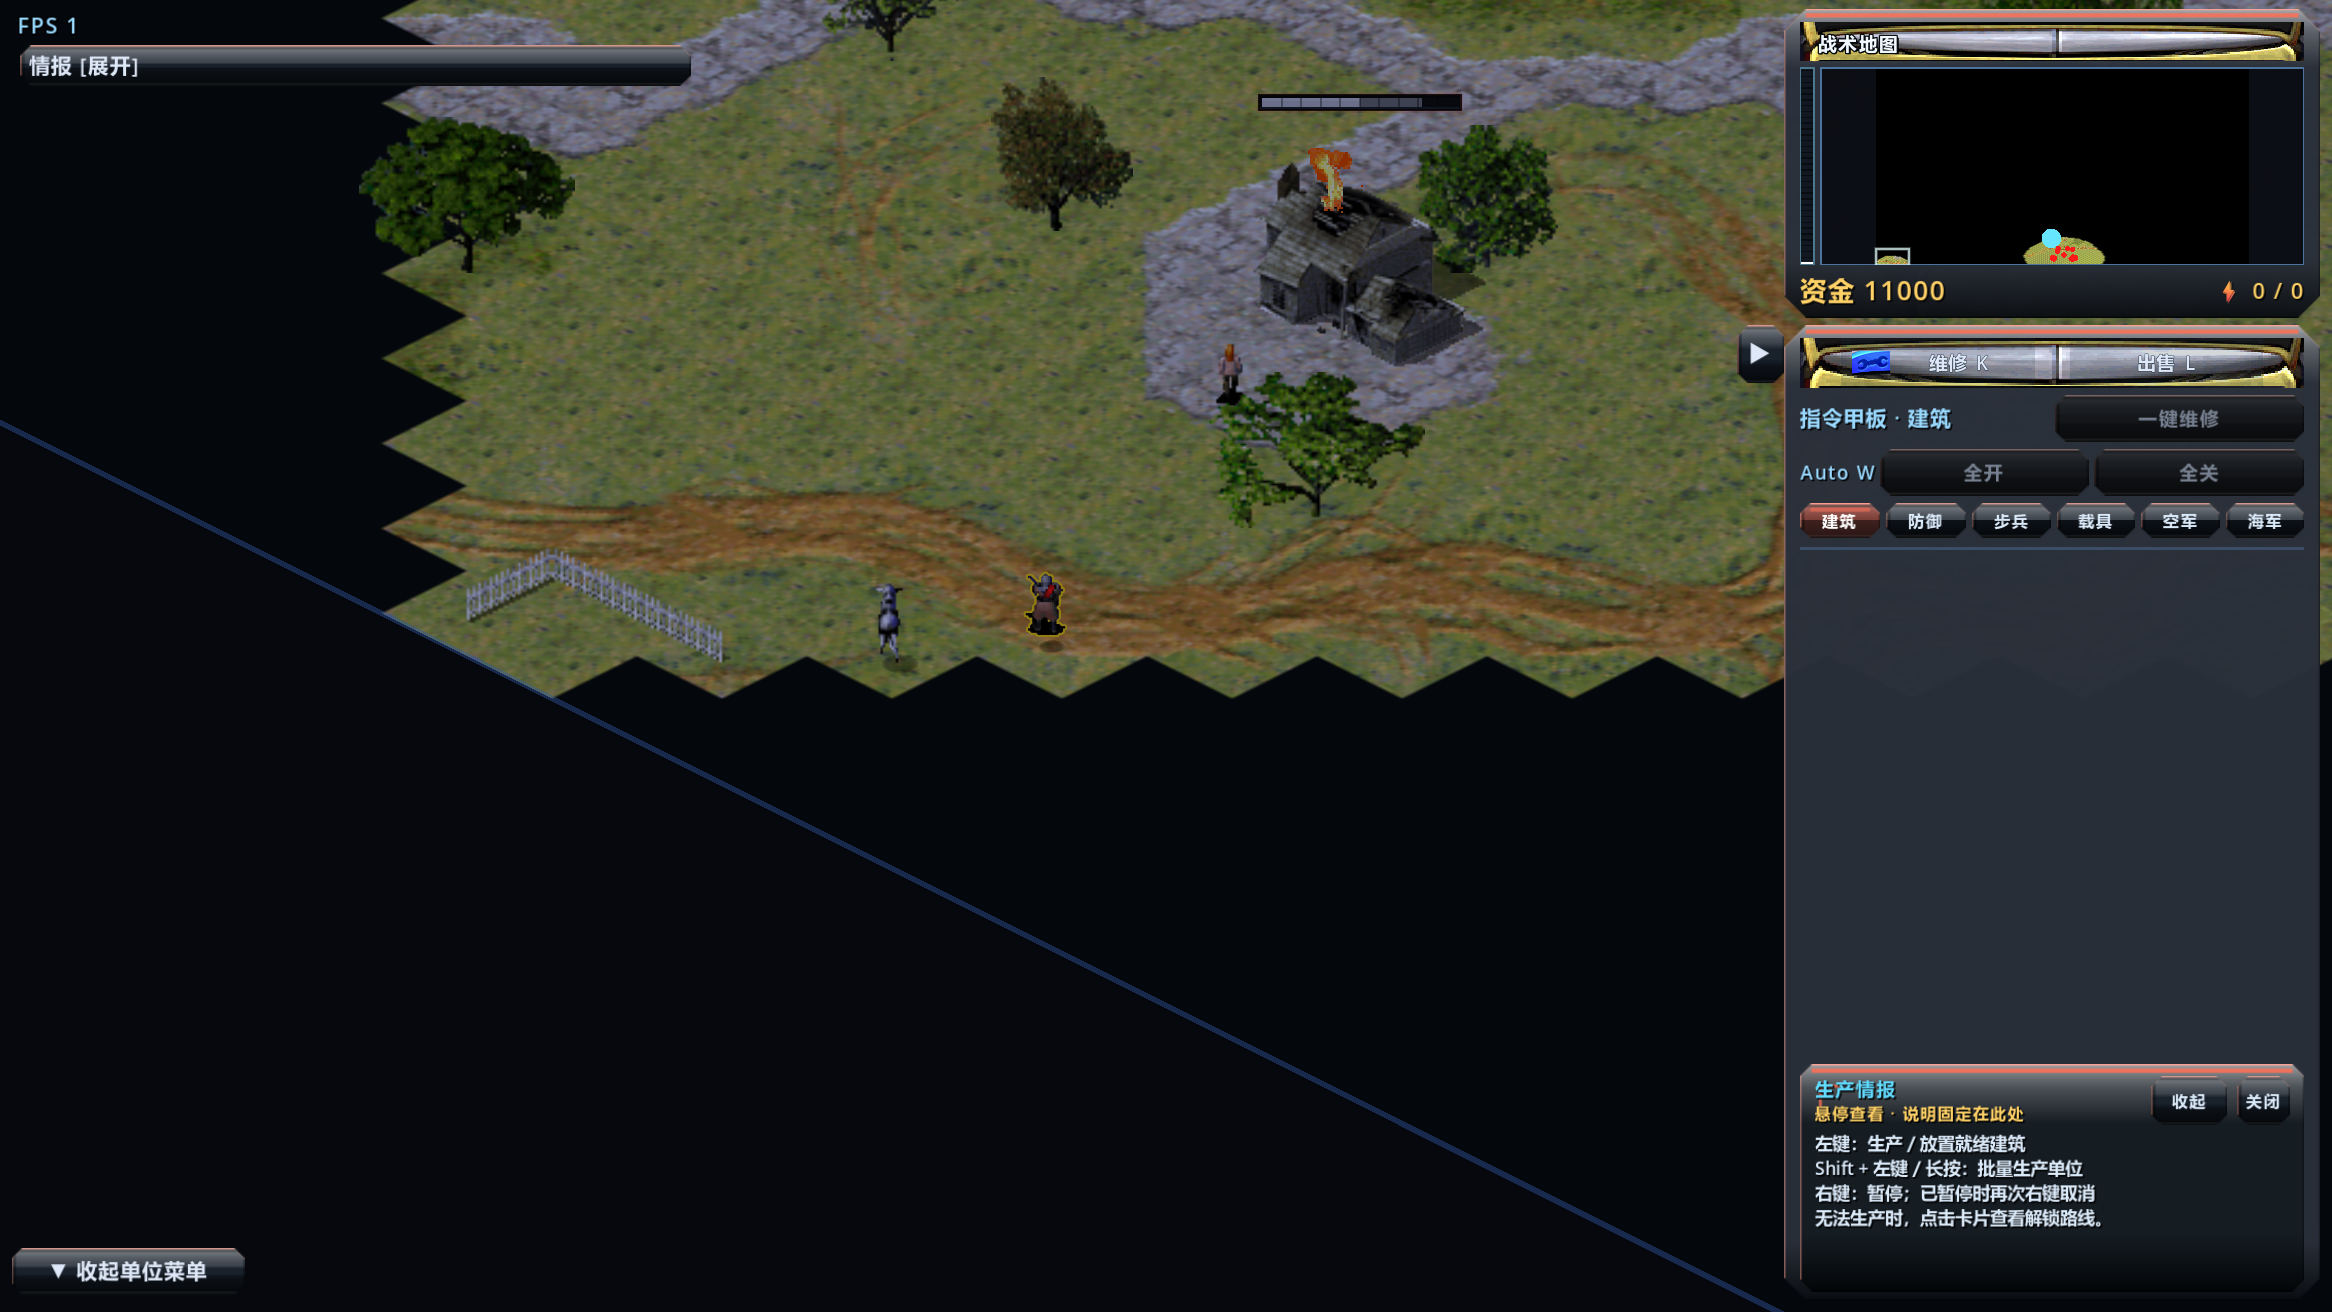 FPS 1
情报 [展开]
战术地图
资金 11000
0 / 0
维修 K
出售 L
指令甲板 · 建筑
一键维修
Auto W
全开
全关
建筑
防御
步兵
载具
空军
海军
生产情报
悬停查看 · 说明固定在此处
收起
关闭
左键：生产 / 放置就绪建筑
Shift + 左键 / 长按：批量生产单位
右键：暂停；已暂停时再次右键取消
无法生产时，点击卡片查看解锁路线。
▼ 收起单位菜单